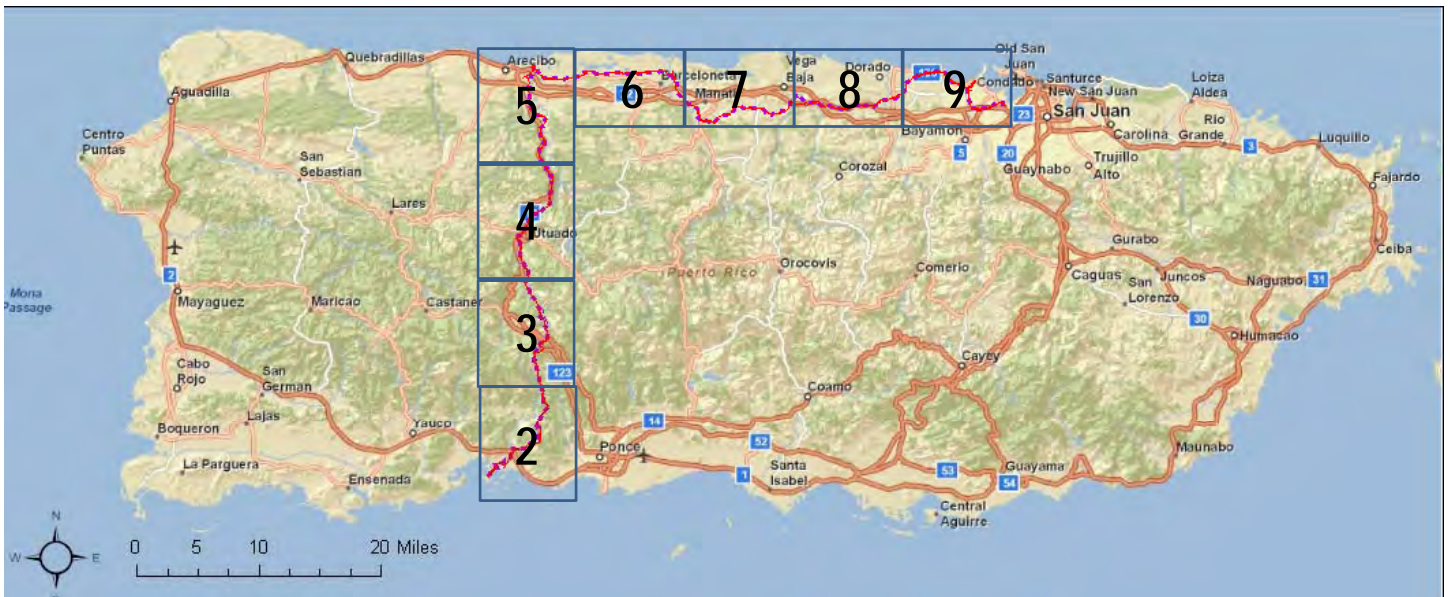 Old San
Juan
Quebradillas
Arecibo
Vega
Baja
Dorado
Condado
Santurce
Loiza
Aldea
Barceloneta
New San Juan
Aguadilla
5
6
7
8
9
Manati
23
San Juan
Rio
Grande
Carolina
Luquillo
Centro
Puntas
Bayamon
5
20
3
San
Sebastian
Corozal
Guaynabo
Trujillo
Alto
Fajardo
Lares
4
Utuado
Gurabo
Ceiba
2
Puerto Rico
Orocovis
Comerio
Caguas
Juncos
Naguabo
31
Mona
Passage
Mayaguez
Maricao
Castaner
San
Lorenzo
30
3
Humacao
Cabo
Rojo
San
German
123
Cayey
Coamo
Boqueron
Lajas
Yauco
14
2
Ponce
52
Maunabo
La Parguera
Ensenada
1
Santa
Isabel
53
Guayama
54
Central
Aguirre
N
W
E
0
5
10
20 Miles